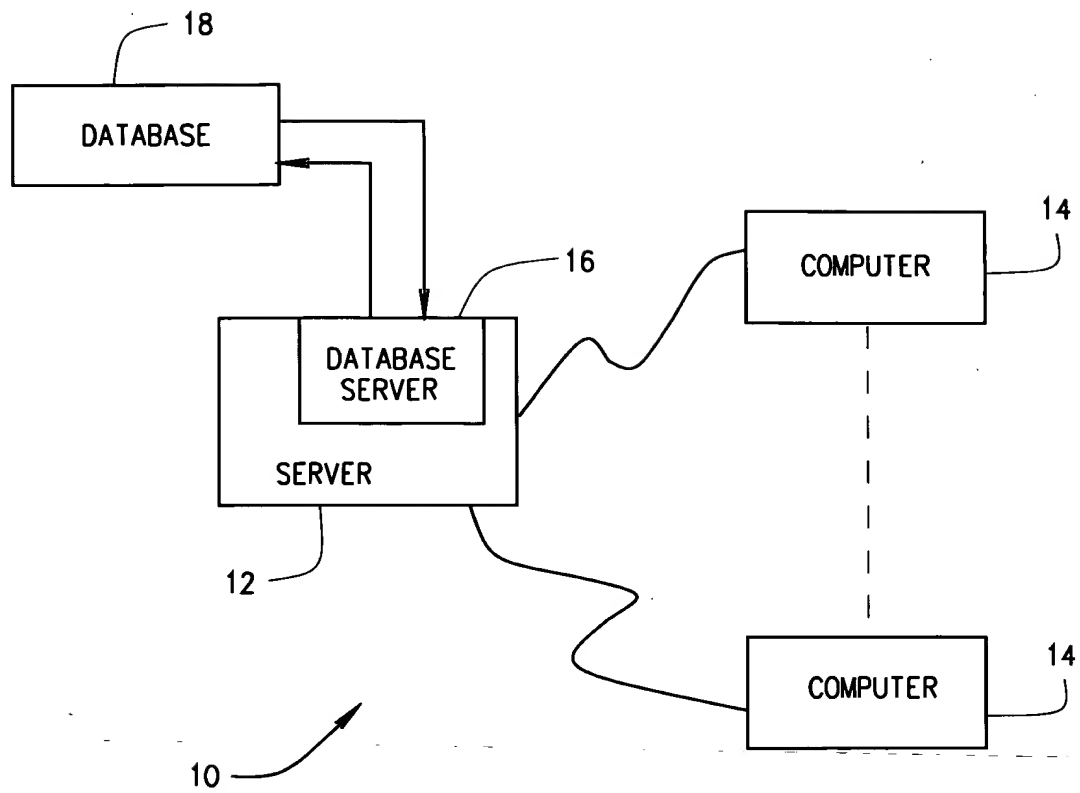 18
DATABASE
14
COMPUTER
16
DATABASE
SERVER
SERVER
12
14
COMPUTER
10